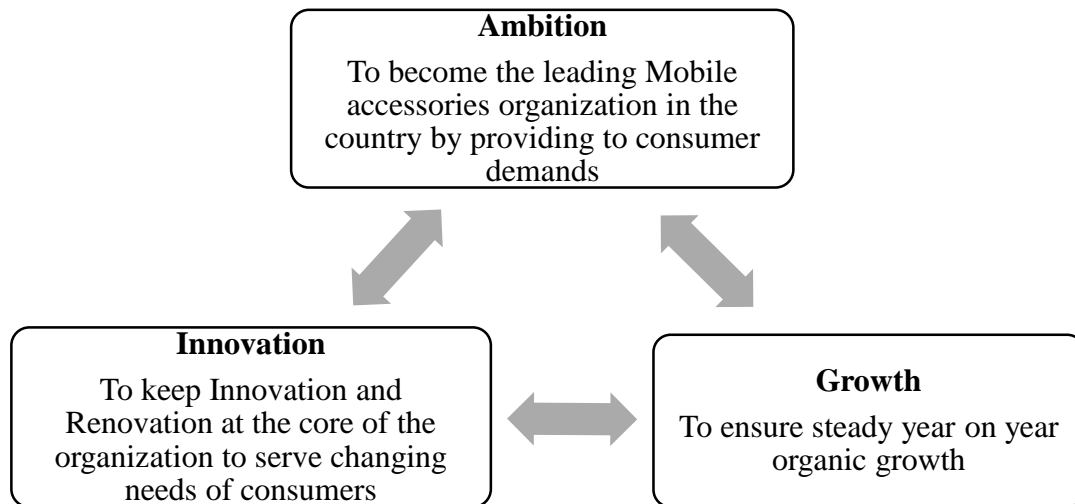 Ambition
To become the leading Mobile
accessories organization in the
country by providing to consumer
demands
Innovation
To keep Innovation and
Renovation at the core of the
organization to serve changing
needs of consumers
Growth
To ensure steady year on year
organic growth